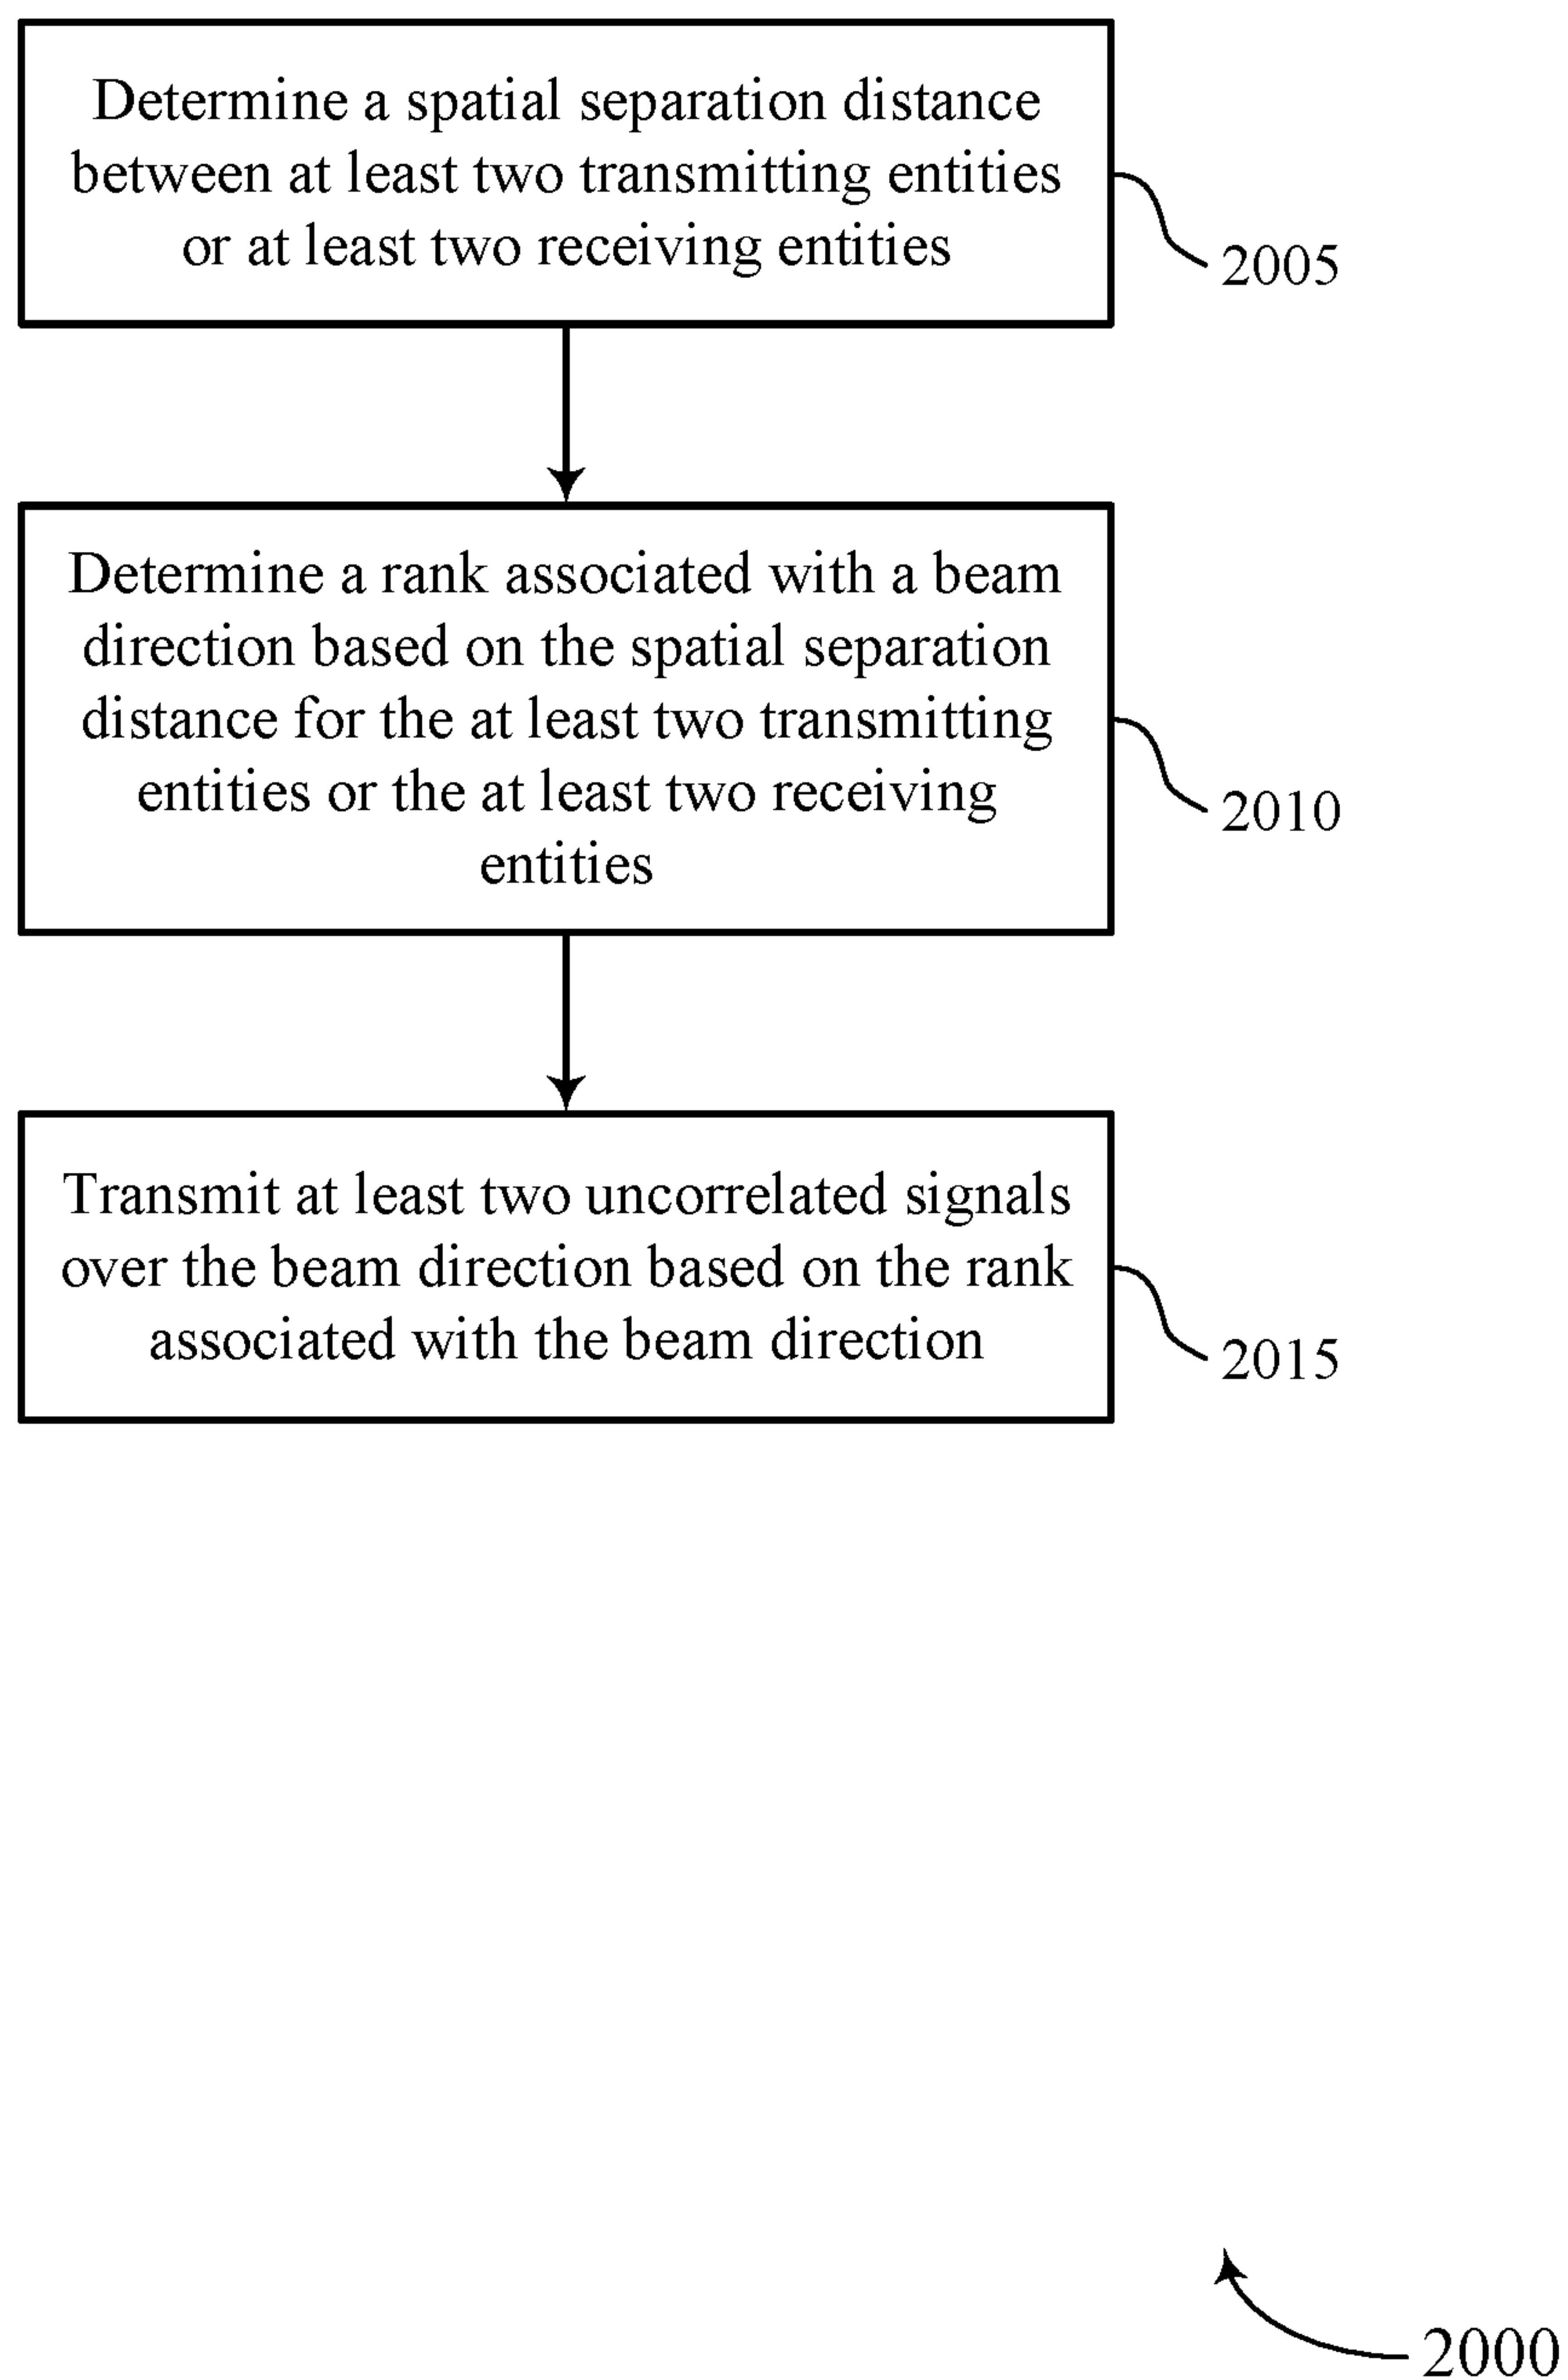 Determine a spatial separation distance
between at least two transmitting entities
or at least two receiving entities
2005
Determine a rank associated with a beam
direction based on the spatial separation
distance for the at least two transmitting
entities or the at least two receiving
entities
2010
Transmit at least two uncorrelated signals
over the beam direction based on the rank
associated with the beam direction
2015
2000